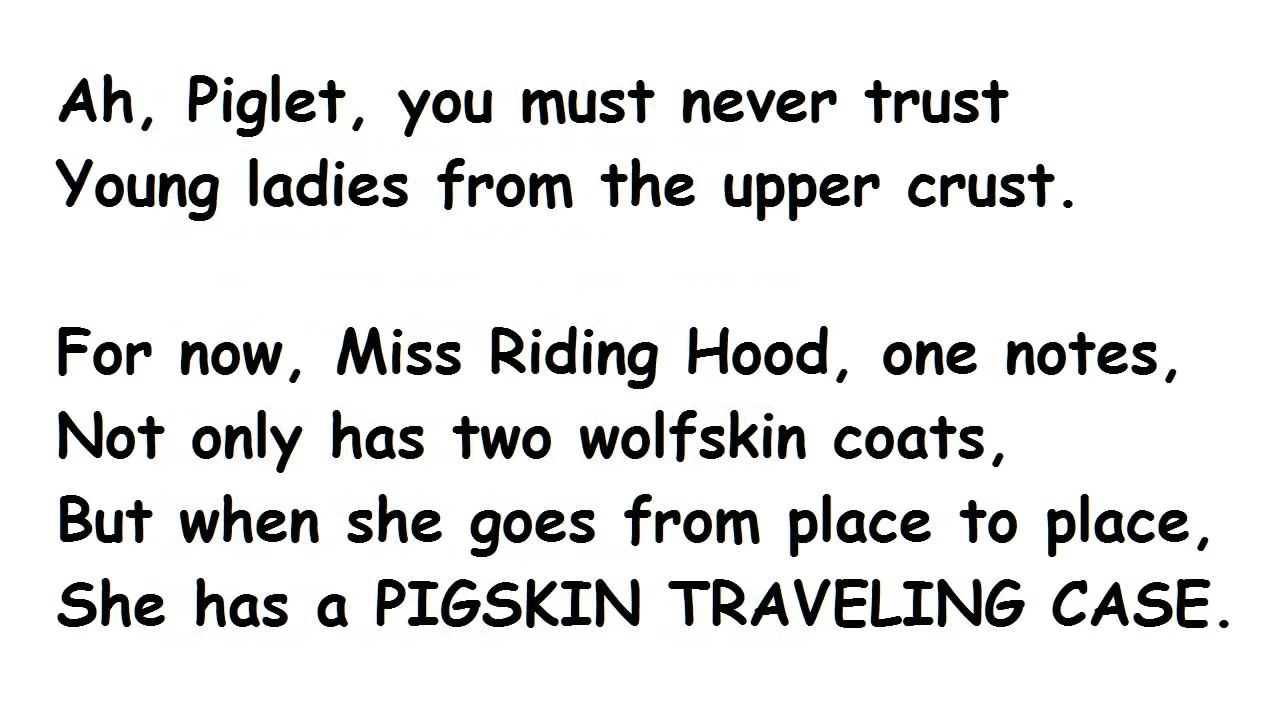 Ah, Piglet, you must never trust
Young ladies from the upper crust.
For now, Miss Riding Hood, one notes,
Not only has two wolfskin coats,
But when she goes from place to place,
She has a PIGSKIN TRAVELING CASE.